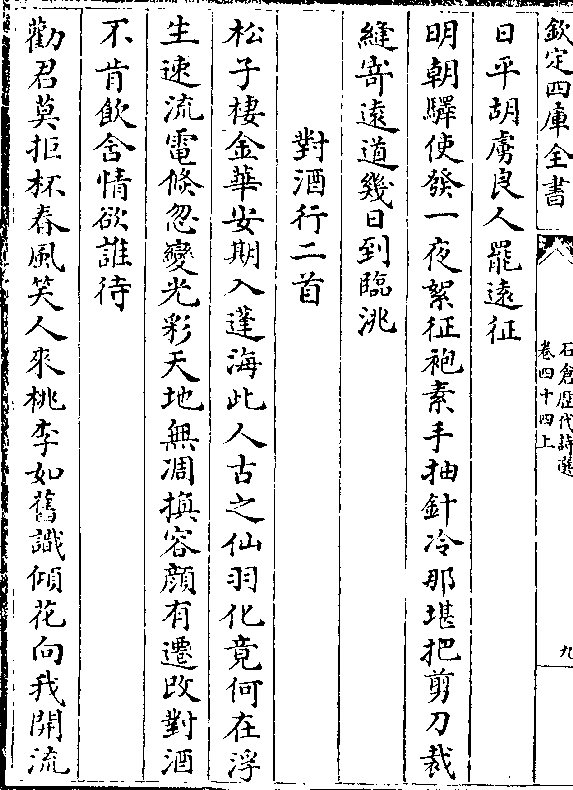 欽定四庫全書
石倉歷代詩選
卷四十四上
九
日平胡虜良人罷遠征
明朝驛使發一夜絮征袍素手抽針冷那堪把剪刀裁
縫寄遠道幾日到臨洮
對酒行二首
松子棲金華安期入蓬海此人古之仙羽化竟何在浮
生速流電倐忽變光彩天地無凋換容顔有遷改對酒
不肯飲含情欲誰待
勸君莫拒杯春風笑人來桃李如舊識傾花向我開流